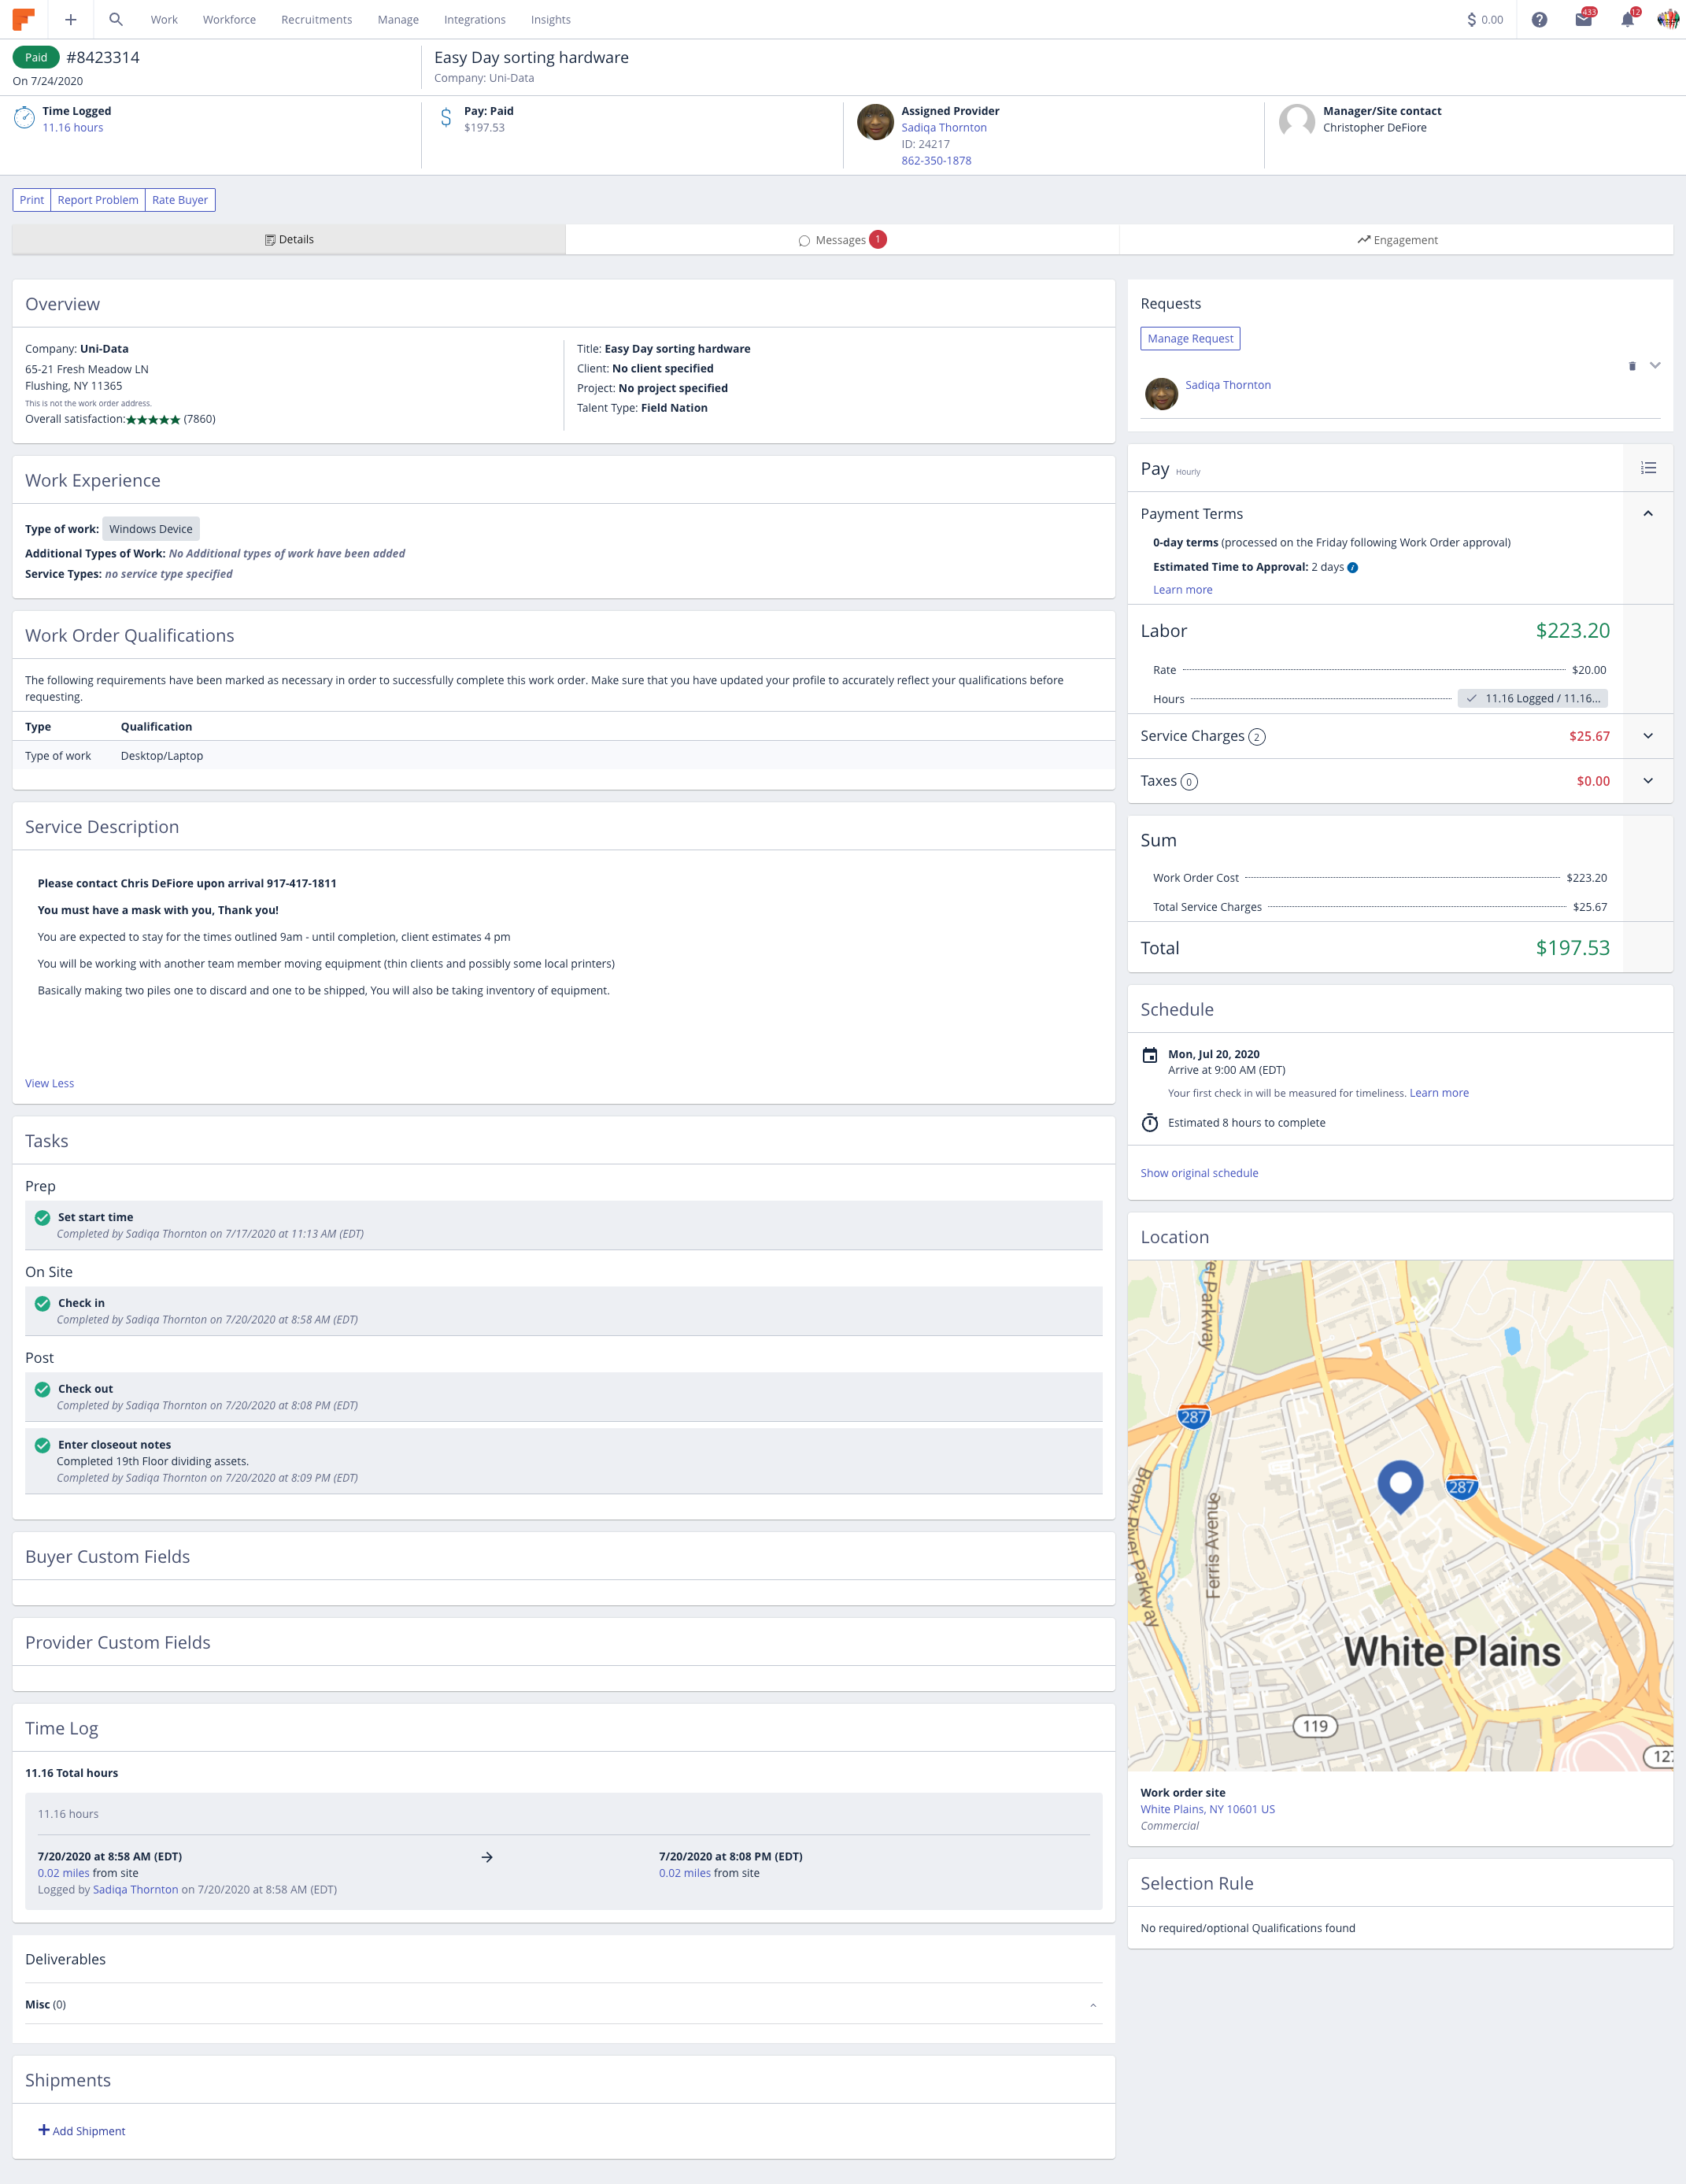 Work Workforce Recruitments Manage Integrations Insights
$ 0.00 433 12
Paid #8423314
On 7/24/2020
Easy Day sorting hardware
Company: Uni-Data
Time Logged
11.16 hours
Pay: Paid
$197.53
Assigned Provider
Sadiqa Thornton
ID: 24217
862-350-1878
Manager/Site contact
Christopher DeFiore
Print Report Problem Rate Buyer
Details Messages 1 Engagement
Overview
Company: Uni-Data
65-21 Fresh Meadow LN
Flushing, NY 11365
This is not the work order address.
Overall satisfaction:★★★★★ (7860)
Title: Easy Day sorting hardware
Client: No client specified
Project: No project specified
Talent Type: Field Nation
Work Experience
Type of work: Windows Device
Additional Types of Work: No Additional types of work have been added
Service Types: no service type specified
Work Order Qualifications
The following requirements have been marked as necessary in order to successfully complete this work order. Make sure that you have updated your profile to accurately reflect your qualifications before
requesting.
Type Qualification
Type of work Desktop/Laptop
Service Description
Please contact Chris DeFiore upon arrival 917-417-1811
You must have a mask with you, Thank you!
You are expected to stay for the times outlined 9am - until completion, client estimates 4 pm
You will be working with another team member moving equipment (thin clients and possibly some local printers)
Basically making two piles one to discard and one to be shipped, You will also be taking inventory of equipment.
View Less
Tasks
Prep
Set start time
Completed by Sadiqa Thornton on 7/17/2020 at 11:13 AM (EDT)
On Site
Check in
Completed by Sadiqa Thornton on 7/20/2020 at 8:58 AM (EDT)
Post
Check out
Completed by Sadiqa Thornton on 7/20/2020 at 8:08 PM (EDT)
Enter closeout notes
Completed 19th Floor dividing assets.
Completed by Sadiqa Thornton on 7/20/2020 at 8:09 PM (EDT)
Buyer Custom Fields
Provider Custom Fields
Time Log
11.16 Total hours
11.16 hours
7/20/2020 at 8:58 AM (EDT)
0.02 miles from site
Logged by Sadiqa Thornton on 7/20/2020 at 8:58 AM (EDT)
7/20/2020 at 8:08 PM (EDT)
0.02 miles from site
Deliverables
Misc (0)
Shipments
Add Shipment
Requests
Manage Request
Sadiqa Thornton
Pay Hourly
Payment Terms
0-day terms (processed on the Friday following Work Order approval)
Estimated Time to Approval: 2 days
Learn more
Labor $223.20
Rate $20.00
Hours 11.16 Logged / 11.16...
Service Charges 2 $25.67
Taxes 0 $0.00
Sum
Work Order Cost $223.20
Total Service Charges $25.67
Total $197.53
Schedule
Mon, Jul 20, 2020
Arrive at 9:00 AM (EDT)
Your first check in will be measured for timeliness. Learn more
Estimated 8 hours to complete
Show original schedule
Location
er Parkway
287
287
Bronx River Parkway
Ferris Avenue
White Plains
119
127
Work order site
White Plains, NY 10601 US
Commercial
Selection Rule
No required/optional Qualifications found